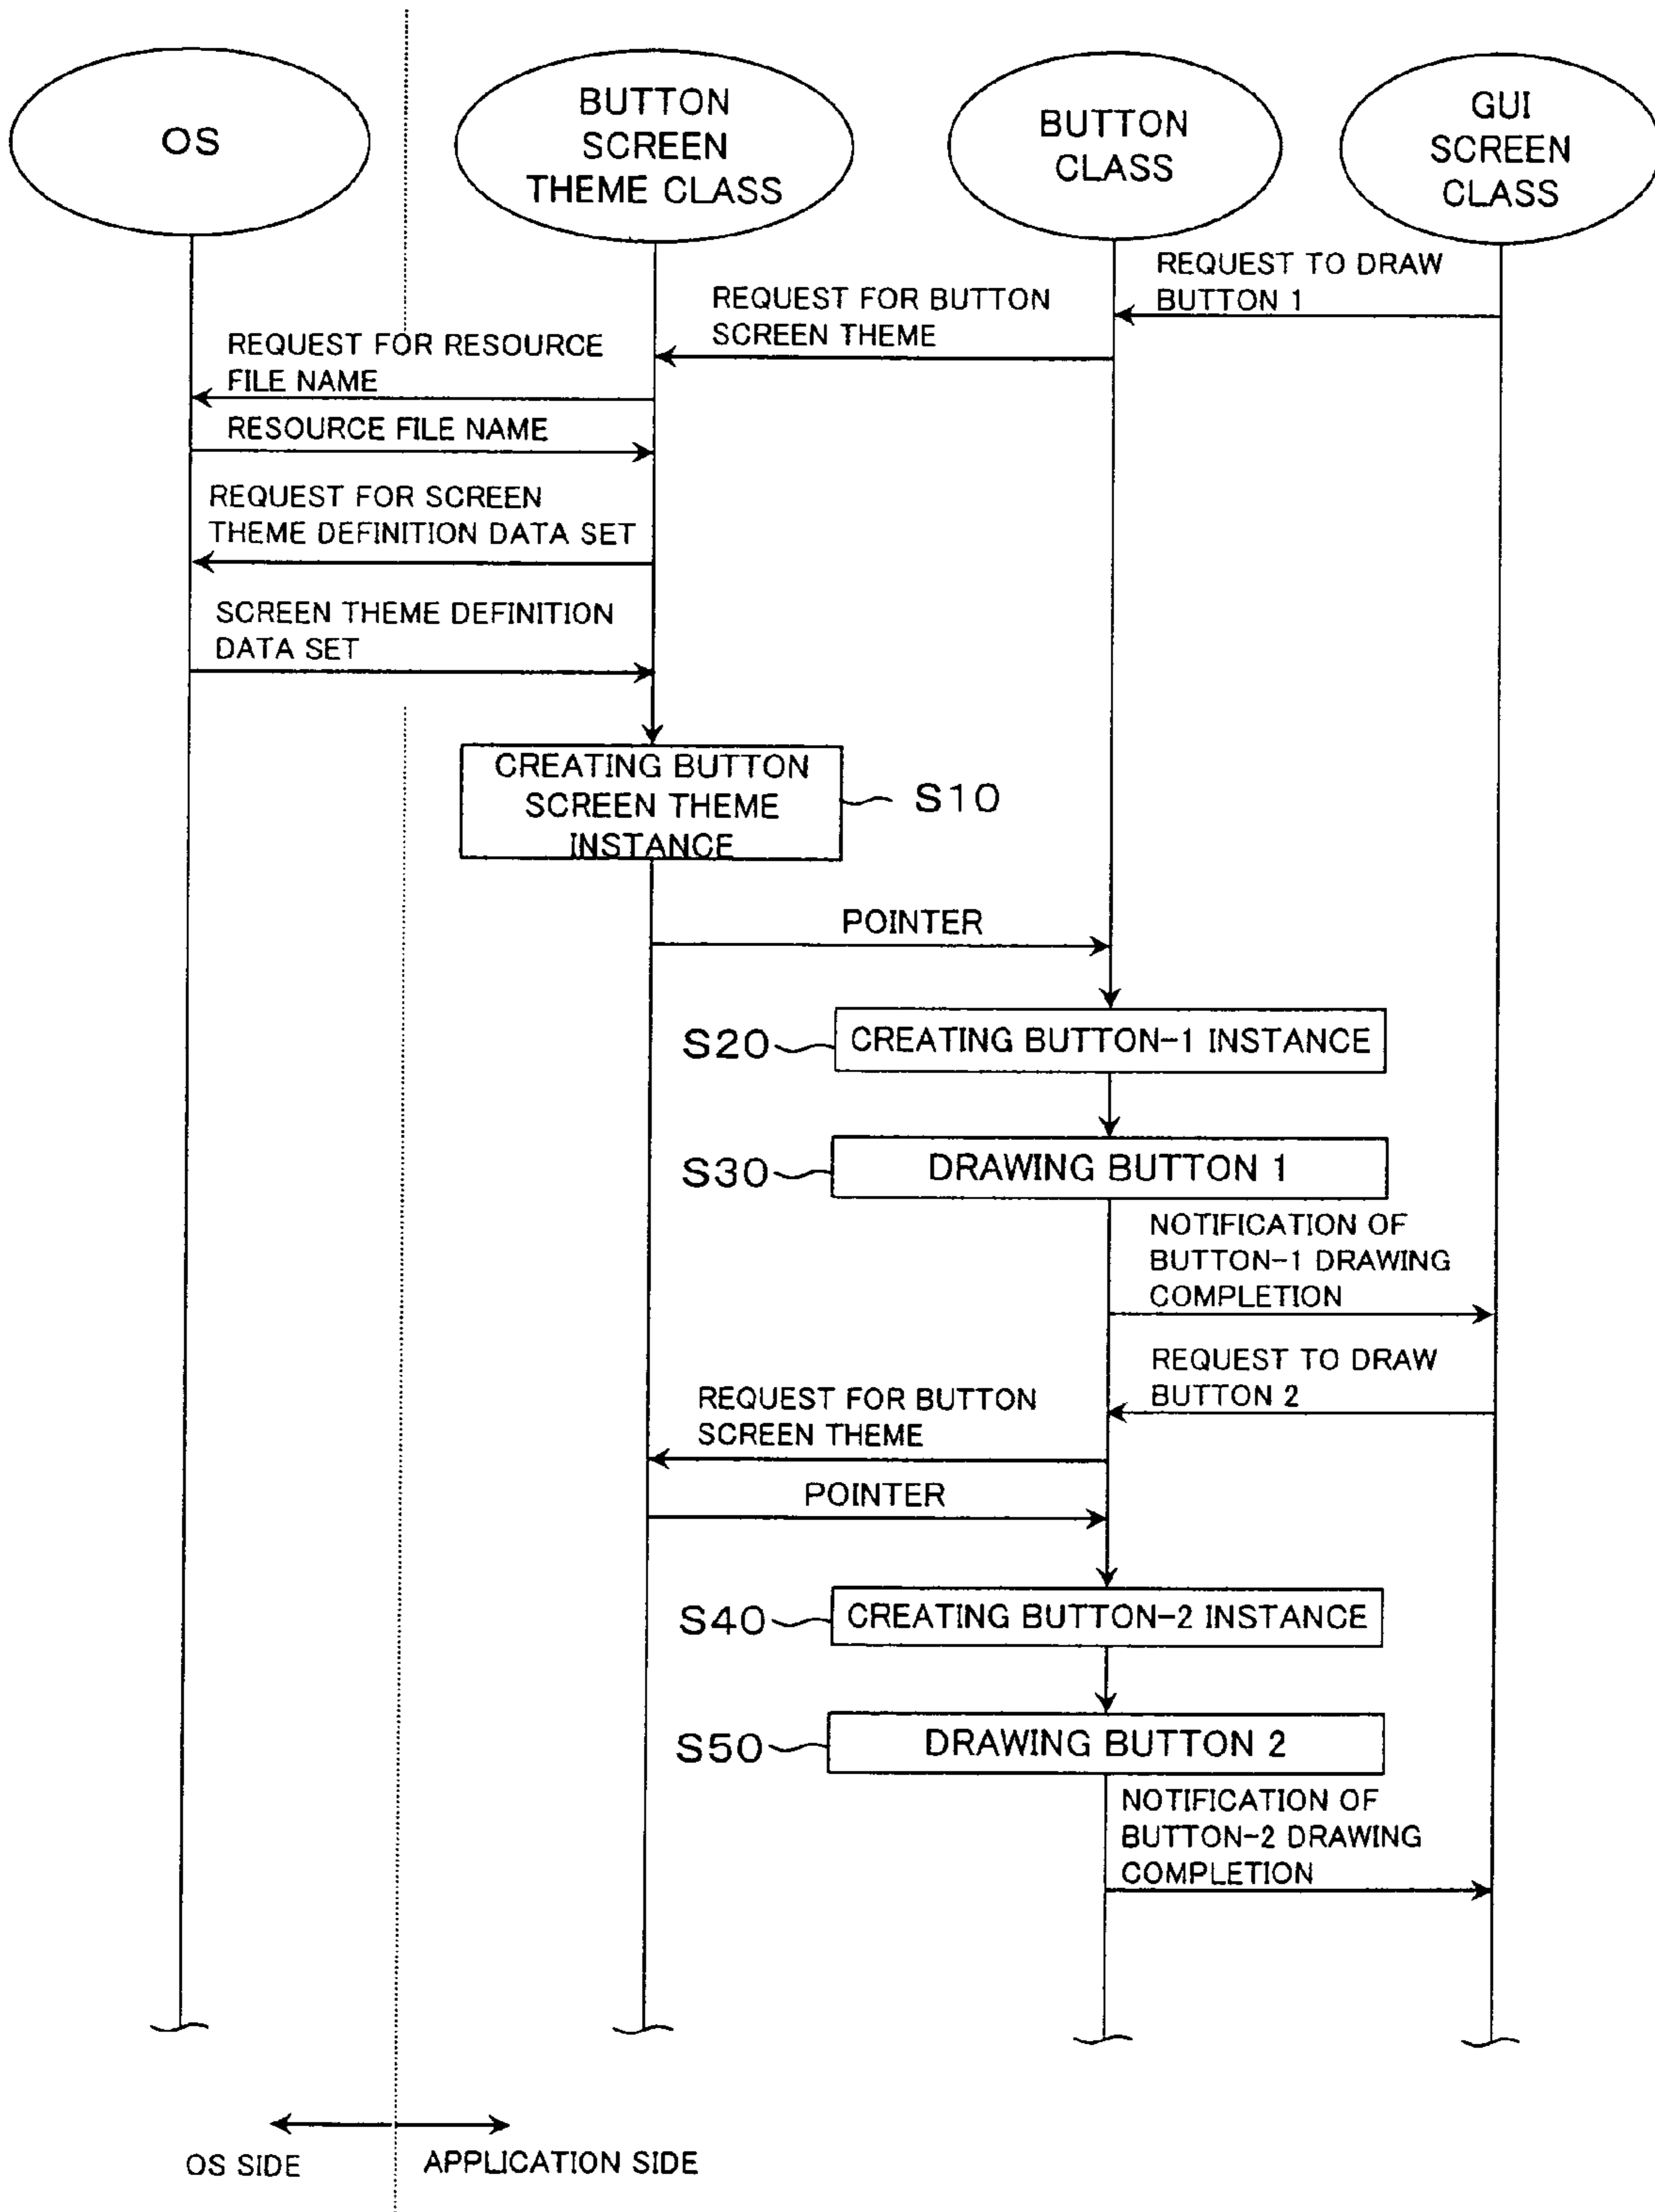 OS
BUTTON
SCREEN
THEME CLASS
BUTTON
CLASS
GUI
SCREEN
CLASS
REQUEST TO DRAW
BUTTON 1
REQUEST FOR BUTTON
SCREEN THEME
REQUEST FOR RESOURCE
FILE NAME
RESOURCE FILE NAME
REQUEST FOR SCREEN
THEME DEFINITION DATA SET
SCREEN THEME DEFINITION
DATA SET
CREATING BUTTON
SCREEN THEME
INSTANCE
S10
POINTER
S20
CREATING BUTTON-1 INSTANCE
S30
DRAWING BUTTON 1
NOTIFICATION OF
BUTTON-1 DRAWING
COMPLETION
REQUEST TO DRAW
BUTTON 2
REQUEST FOR BUTTON
SCREEN THEME
POINTER
S40
CREATING BUTTON-2 INSTANCE
S50
DRAWING BUTTON 2
NOTIFICATION OF
BUTTON-2 DRAWING
COMPLETION
OS SIDE
APPLICATION SIDE